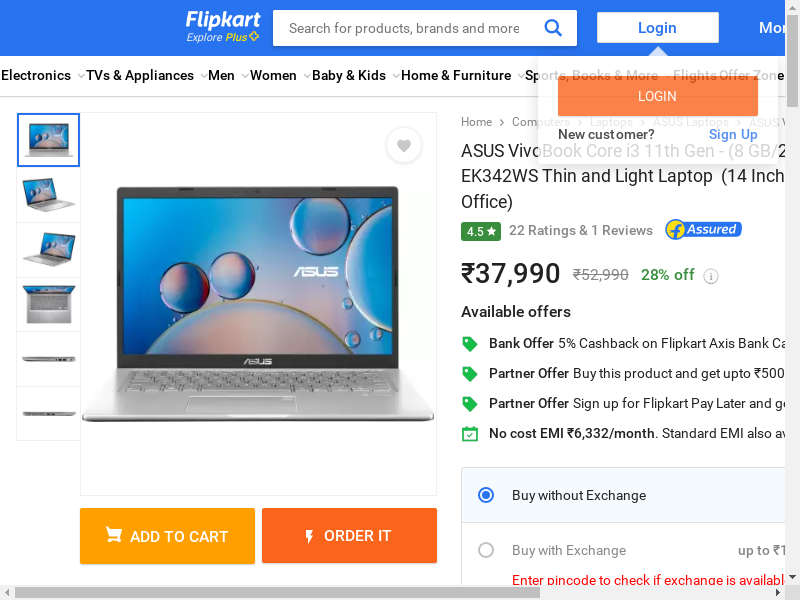 Flipkart
Explore Plus
Search for products, brands and more
Login
Mor
Electronics TVs & Appliances Men Women Baby & Kids Home & Furniture Sports, Books & More Flights Offer Zone
LOGIN
New customer? Sign Up
Home Computers Laptops ASUS Laptops ASUS V
ASUS VivoBook Core i3 11th Gen - (8 GB/2
EK342WS Thin and Light Laptop (14 Inch
Office)
4.5 22 Ratings & 1 Reviews Assured
₹37,990 ₹52,990 28% off i
Available offers
Bank Offer 5% Cashback on Flipkart Axis Bank Ca
Partner Offer Buy this product and get upto ₹500
Partner Offer Sign up for Flipkart Pay Later and ge
No cost EMI ₹6,332/month. Standard EMI also av
ASUS
ASUS
Buy without Exchange
Buy with Exchange up to ₹1
Enter pincode to check if exchange is availabl
ADD TO CART
ORDER IT